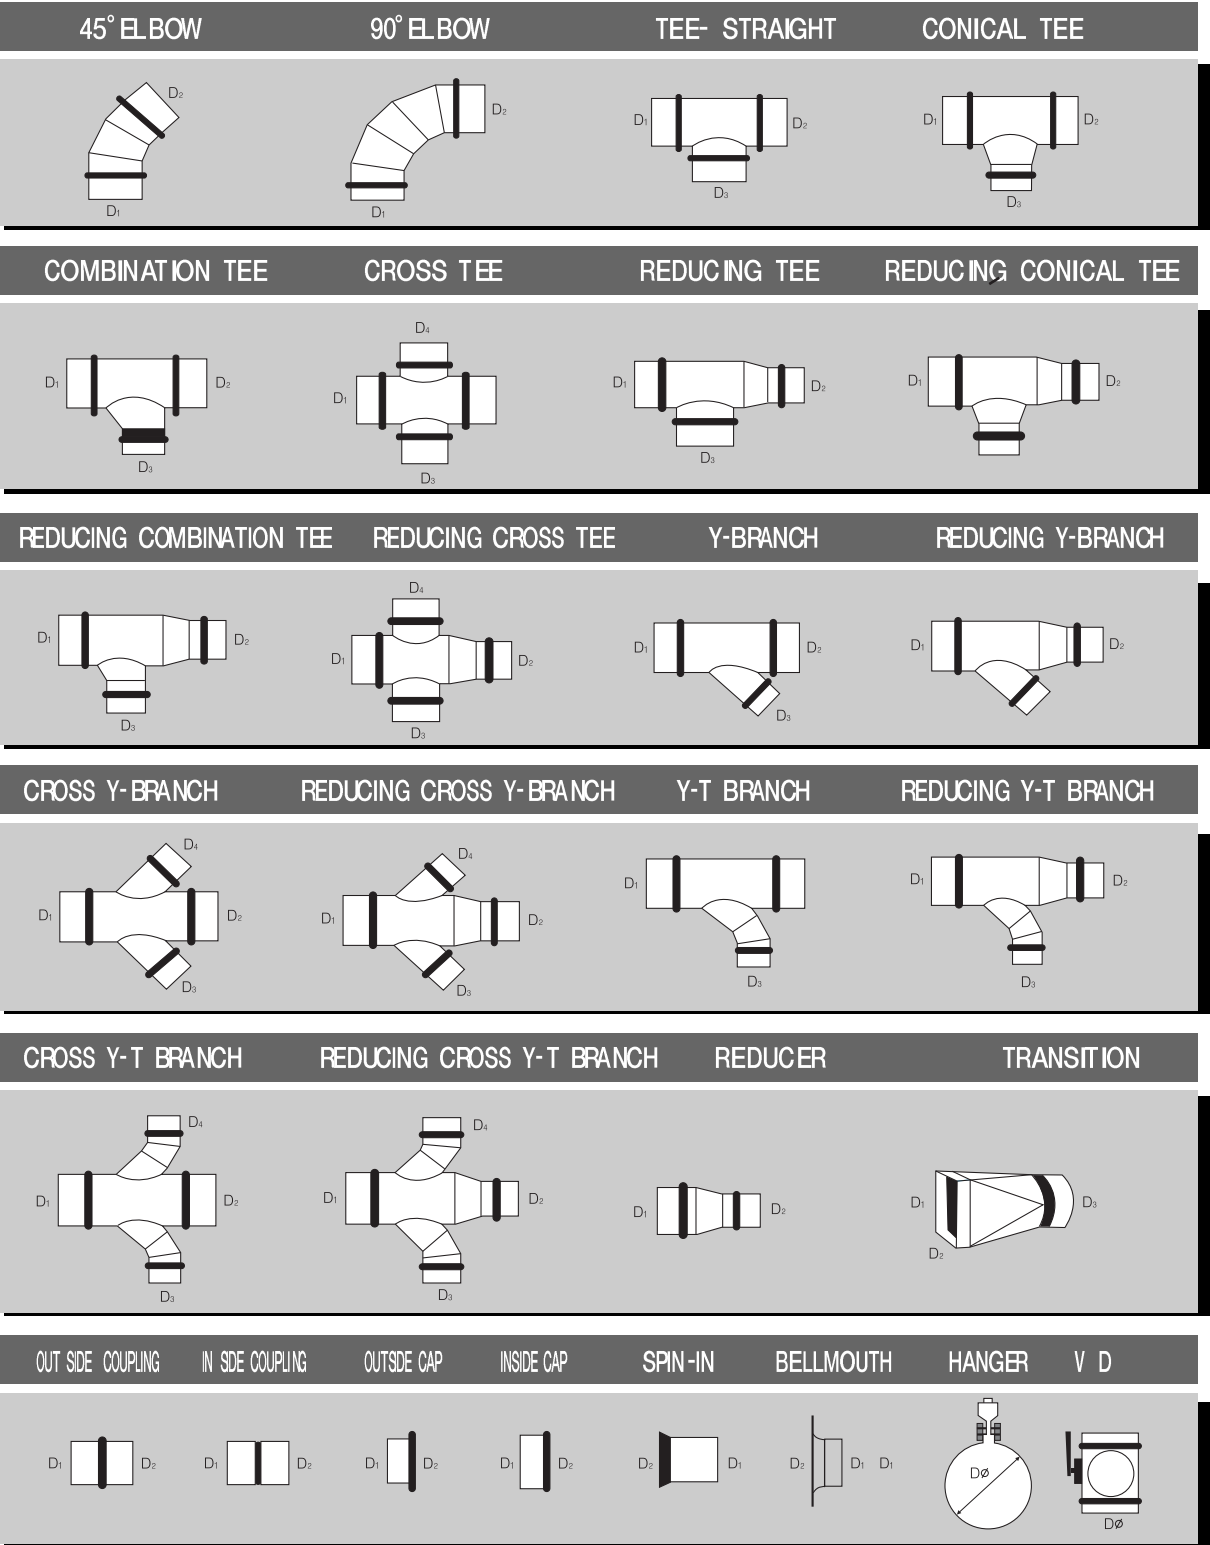 45° ELBOW 90° ELBOW TEE- STRAIGHT CONICAL TEE
D2 D2 D1 D2 D1 D2
D1 D1 D3 D3
COMBINATION TEE CROSS TEE REDUCING TEE REDUCING CONICAL TEE
D4
D1 D2 D1 D1 D2 D1 D2
D3 D3 D3
REDUCING COMBINATION TEE REDUCING CROSS TEE Y-BRANCH REDUCING Y-BRANCH
D4
D1 D2 D1 D2 D1 D2 D1 D2
D3 D3 D3
CROSS Y-BRANCH REDUCING CROSS Y-BRANCH Y-T BRANCH REDUCING Y-T BRANCH
D4 D4
D1 D2 D1 D2 D1 D1 D2
D3 D3 D3 D3
CROSS Y-T BRANCH REDUCING CROSS Y-T BRANCH REDUCER TRANSITION
D4 D4
D1 D2 D1 D2 D1 D2 D1 D3
D2
D3 D3
OUT SIDE COUPLING IN SIDE COUPLING OUTSIDE CAP INSIDE CAP SPIN-IN BELLMOUTH HANGER V D
D1 D2 D1 D2 D1 D2 D1 D2 D2 D1 D2 D1 D1 DØ
DØ